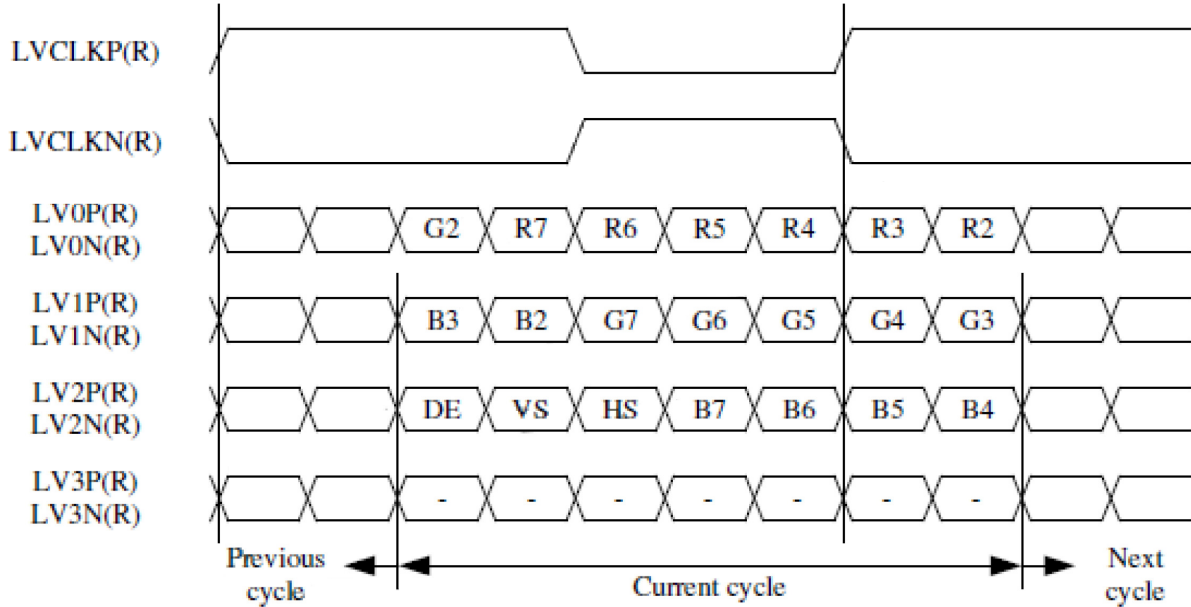 LVCLKP(R)
LVCLKN(R)
LV0P(R)
LV0N(R)
G2 R7 R6 R5 R4 R3 R2
LV1P(R)
LV1N(R)
B3 B2 G7 G6 G5 G4 G3
LV2P(R)
LV2N(R)
DE VS HS B7 B6 B5 B4
LV3P(R)
LV3N(R)
- - - - - - -
Previous
cycle
Current cycle
Next
cycle